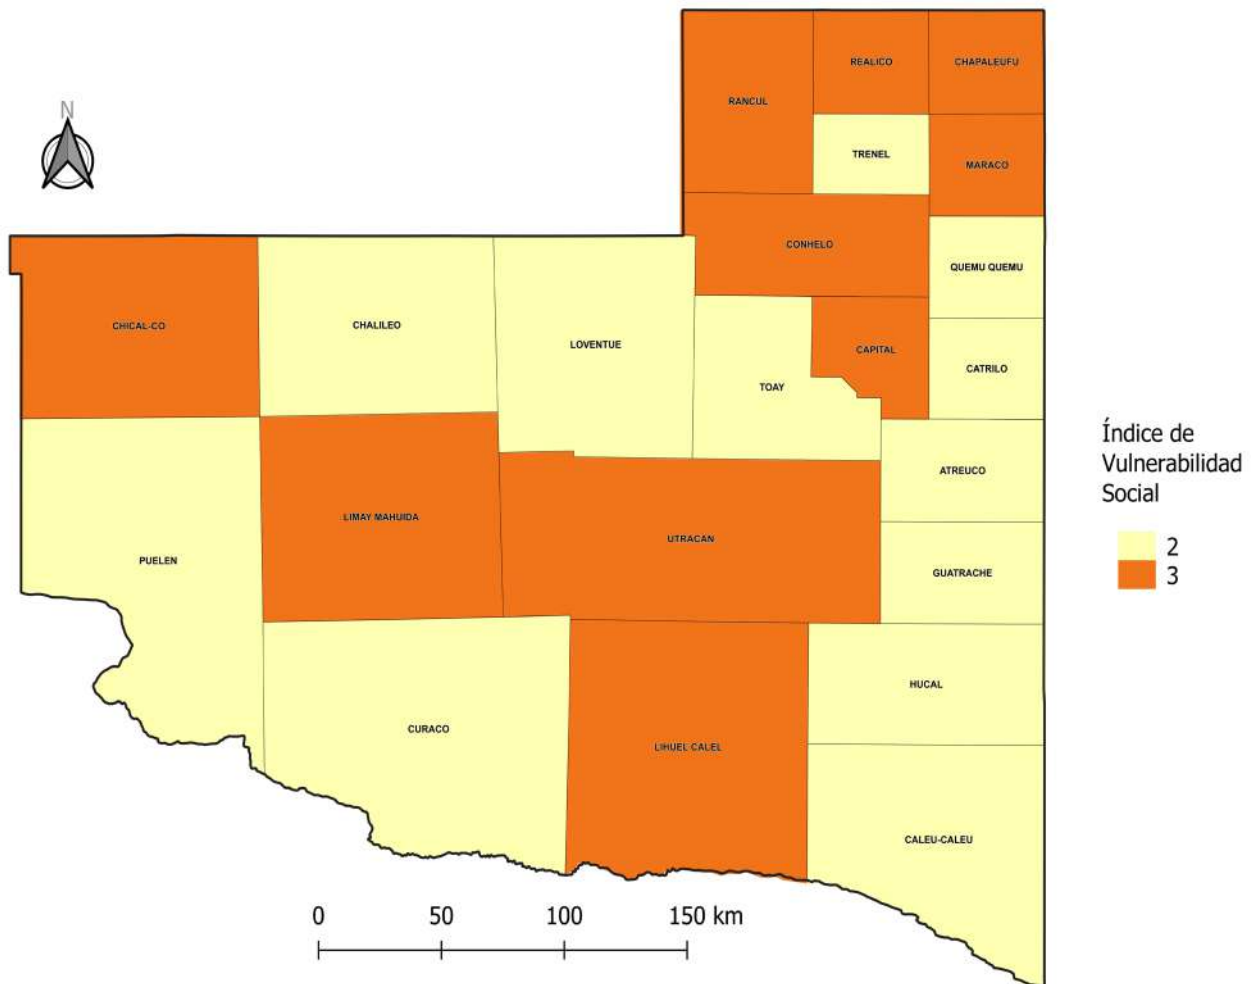 N
RANCUL
REALICO
CHAPALEUFU
TRENEL
MARACO
CONHELO
QUEMU QUEMU
CHICAL-CO
CHALILEO
LOVENTUE
CAPITAL
CATRILO
TOAY
ATREUCO
LIMAY MAHUIDA
UTRACAN
PUELEN
GUATRACHE
HUCAL
CURACO
LIHUEL CALEL
CALEU-CALEU
Índice de
Vulnerabilidad
Social
2
3
0 50 100 150 km